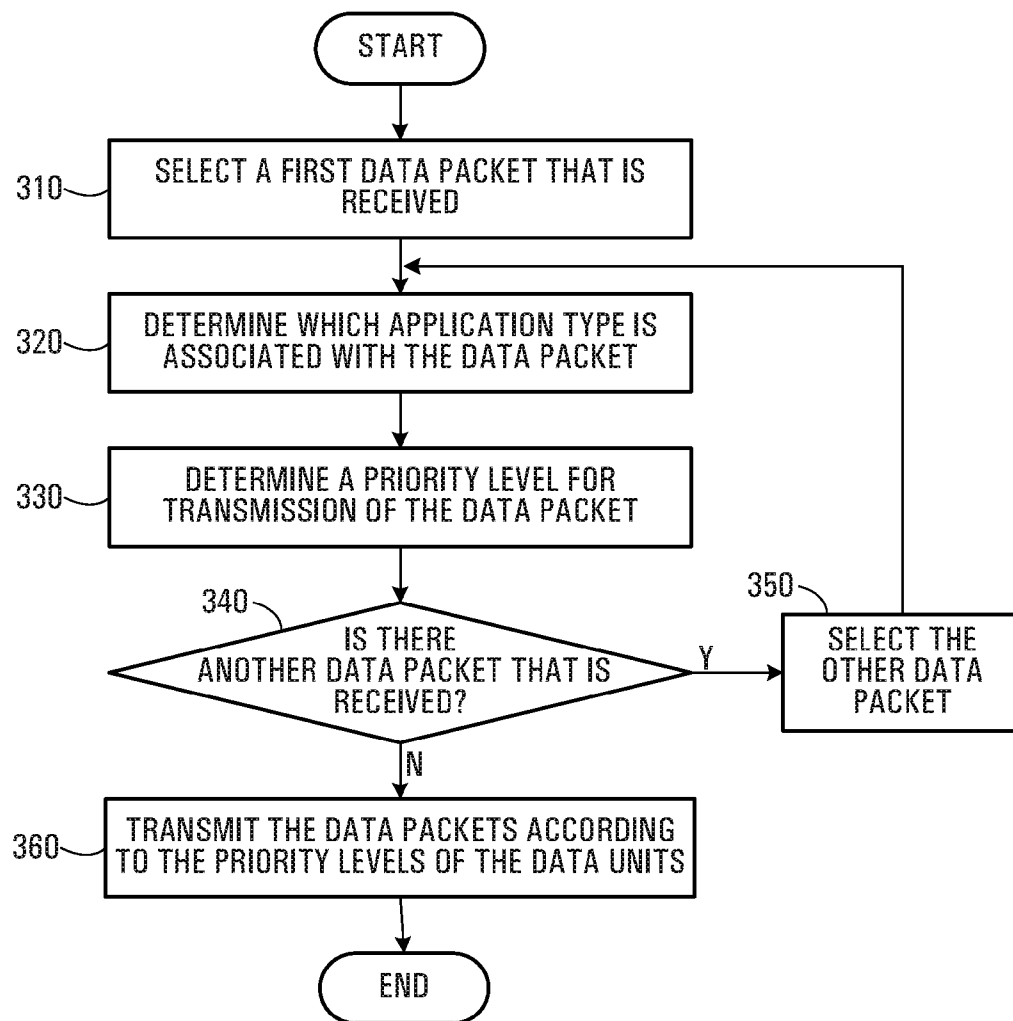 START
310
SELECT A FIRST DATA PACKET THAT IS
RECEIVED
320
DETERMINE WHICH APPLICATION TYPE IS
ASSOCIATED WITH THE DATA PACKET
330
DETERMINE A PRIORITY LEVEL FOR
TRANSMISSION OF THE DATA PACKET
340
IS THERE
ANOTHER DATA PACKET THAT IS
RECEIVED?
Y
350
SELECT THE
OTHER DATA
PACKET
N
360
TRANSMIT THE DATA PACKETS ACCORDING
TO THE PRIORITY LEVELS OF THE DATA UNITS
END